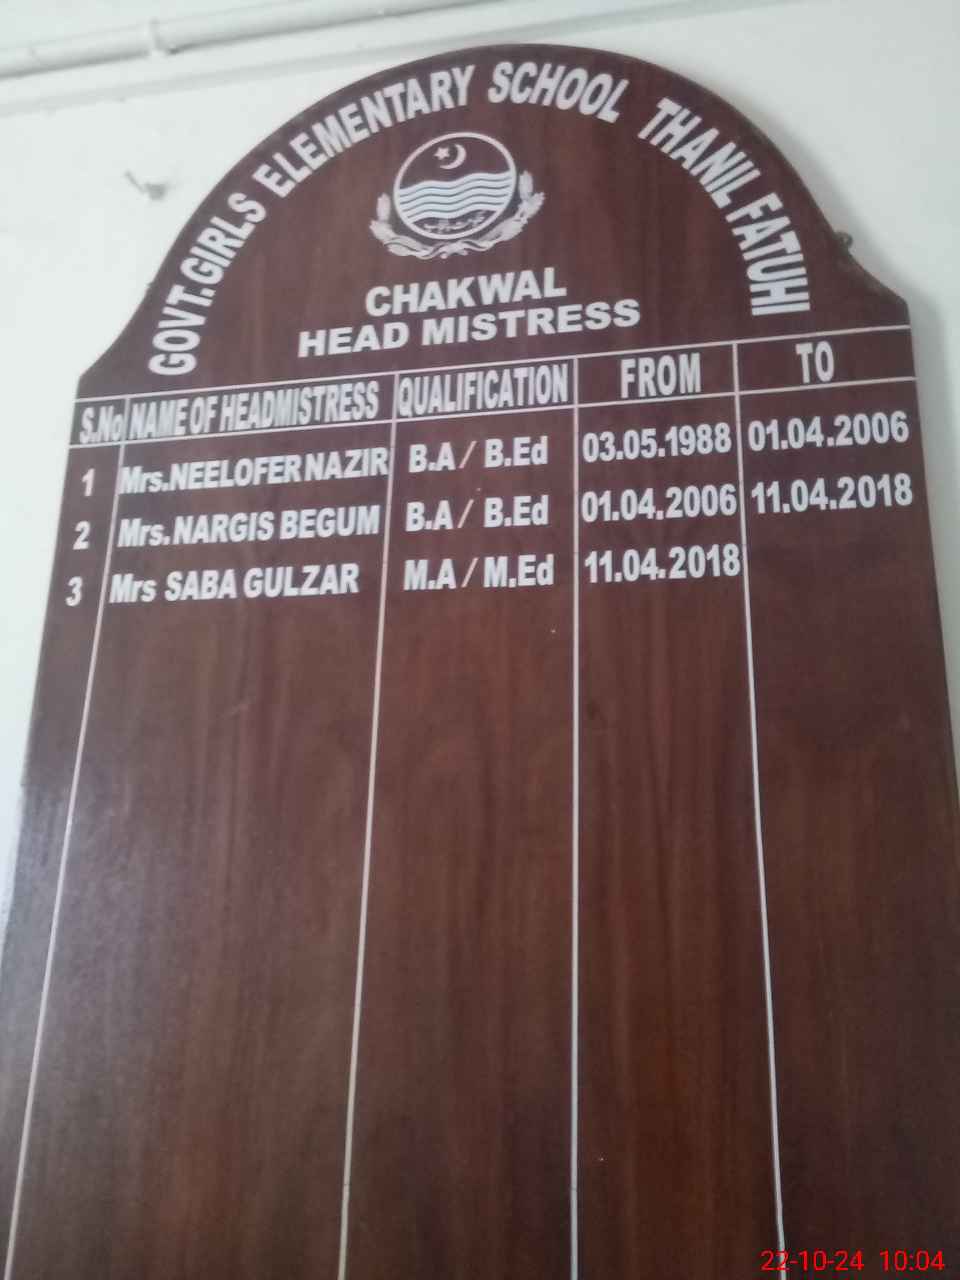 GOVT.GIRLS ELEMENTARY SCHOOL THANIL FATUHI
CHAKWAL
HEAD MISTRESS
S.No NAME OF HEADMISTRESS QUALIFICATION FROM TO
1 Mrs.NEELOFER NAZIR B.A / B.Ed 03.05.1988 01.04.2006
2 Mrs.NARGIS BEGUM B.A / B.Ed 01.04.2006 11.04.2018
3 Mrs SABA GULZAR M.A / M.Ed 11.04.2018
22-10-24 10:04